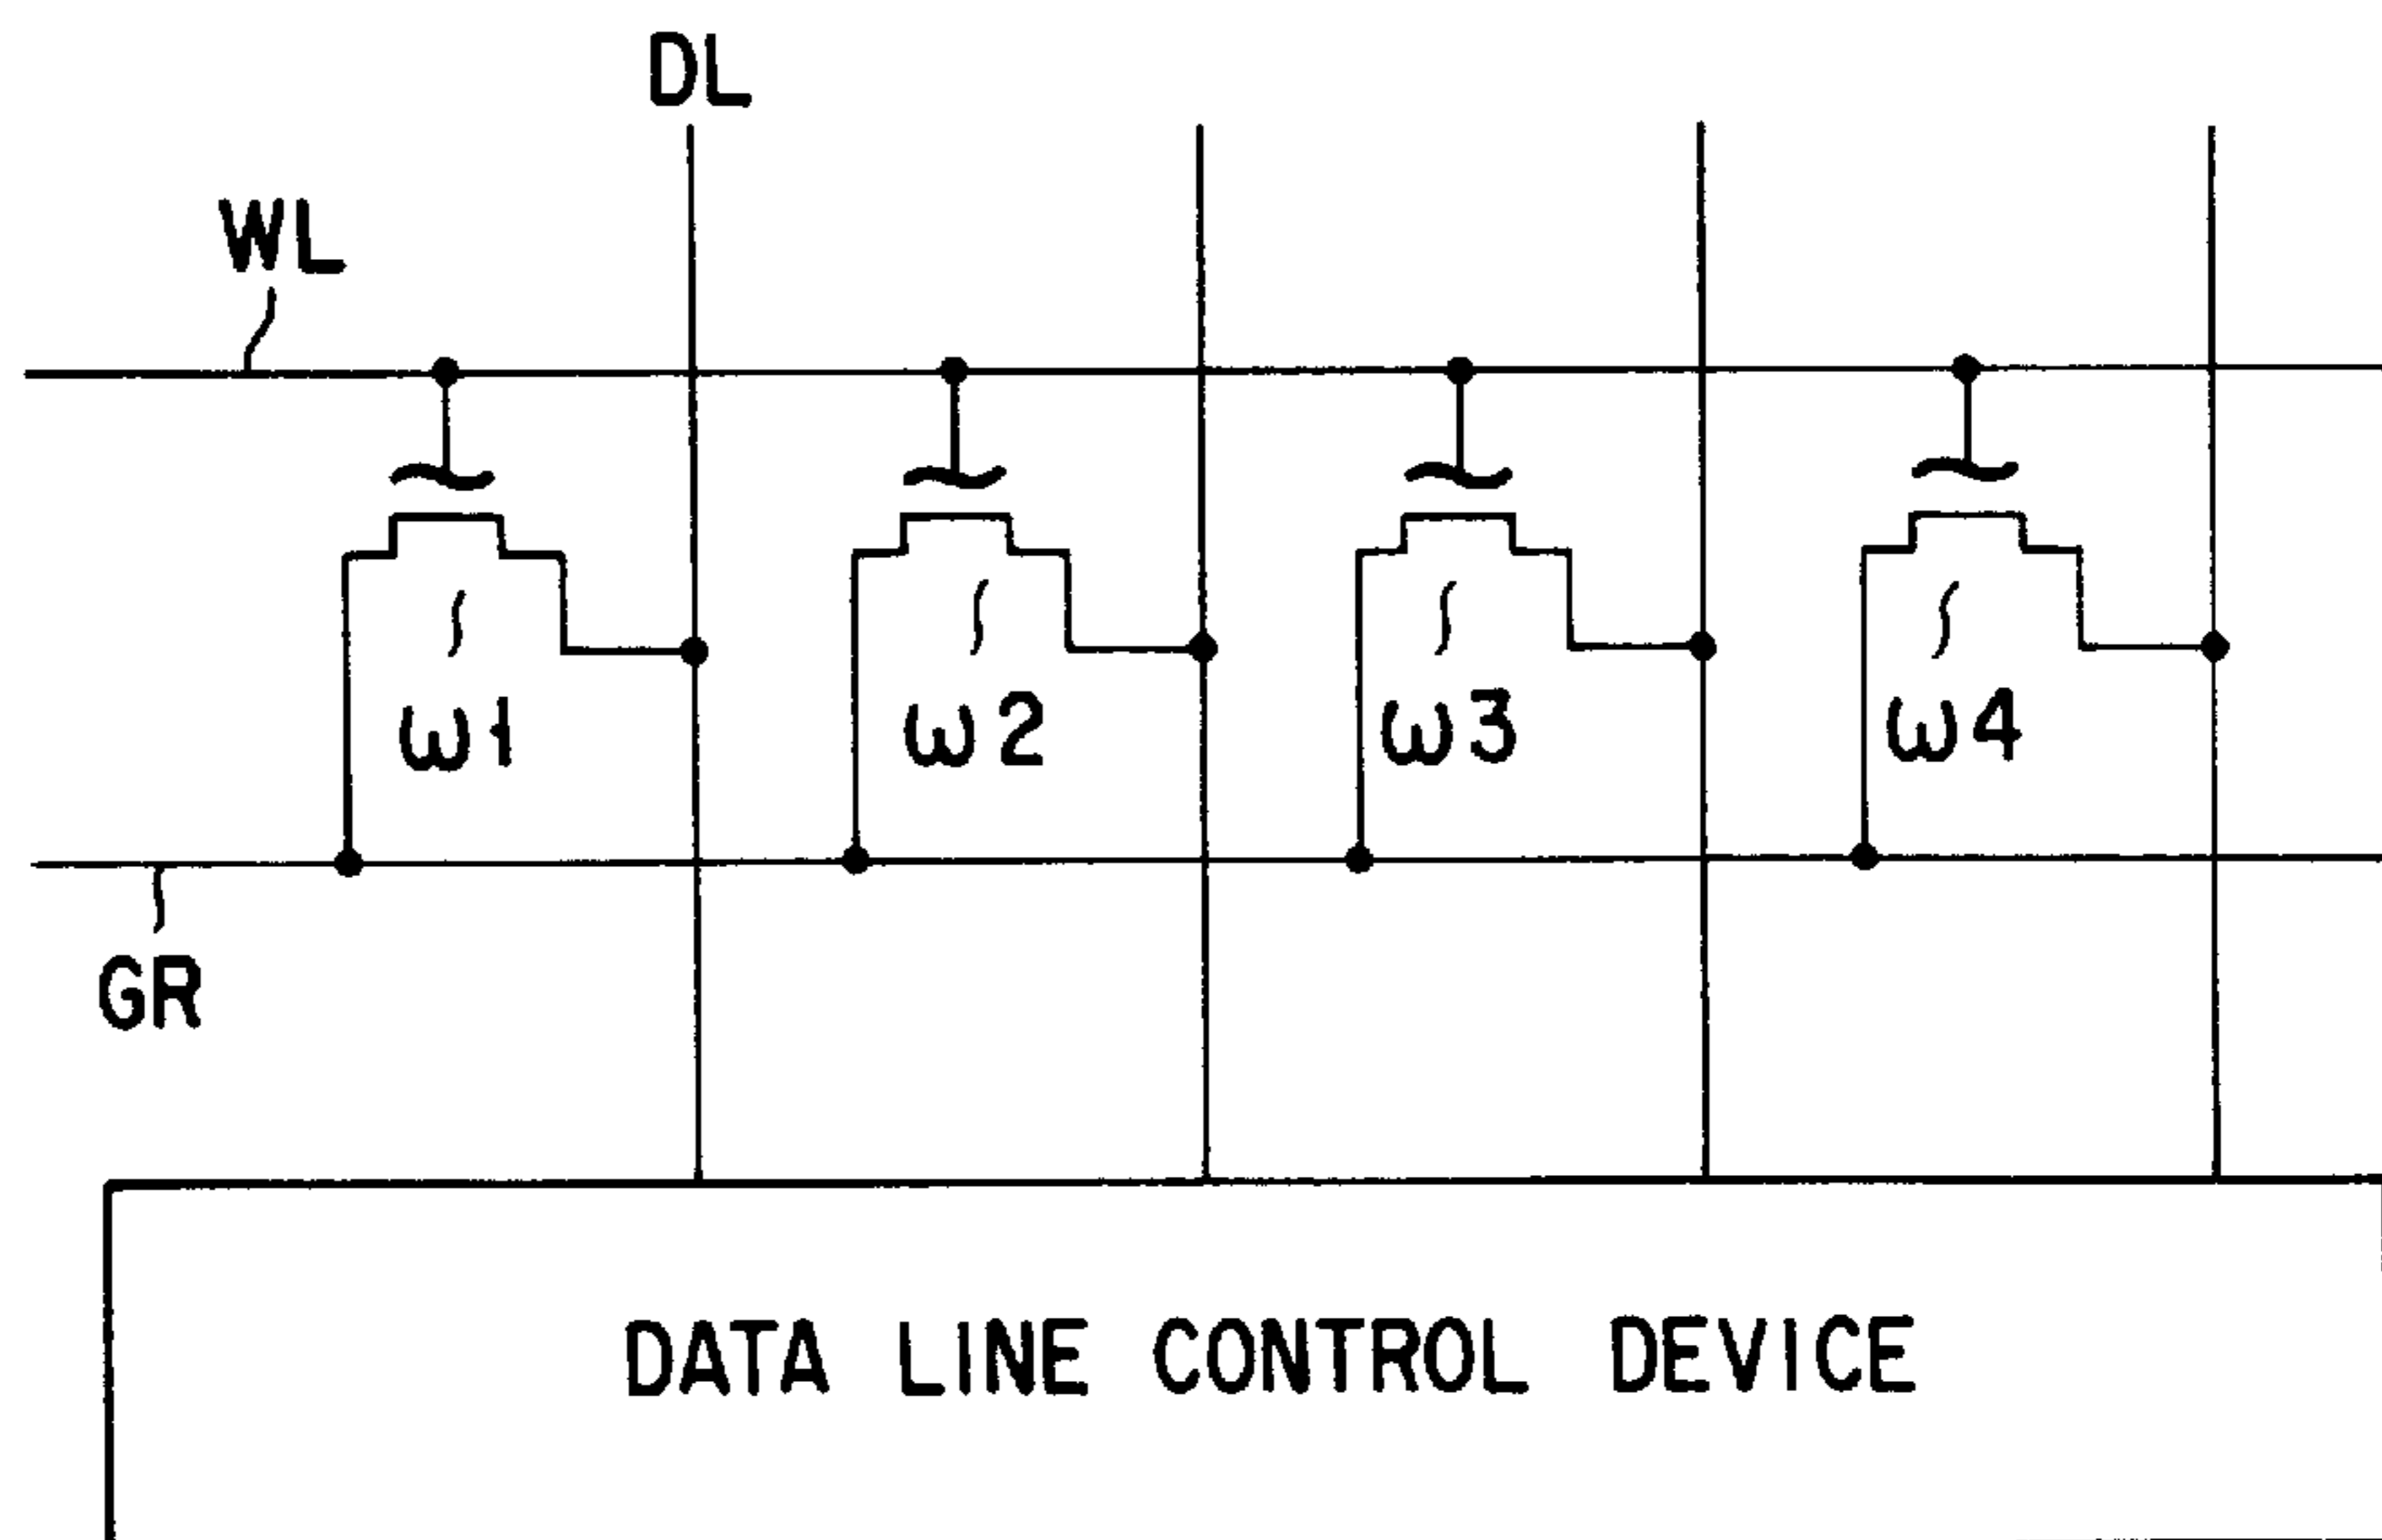 DL
WL
ω1 ω2 ω3 ω4
GR
DATA LINE CONTROL DEVICE